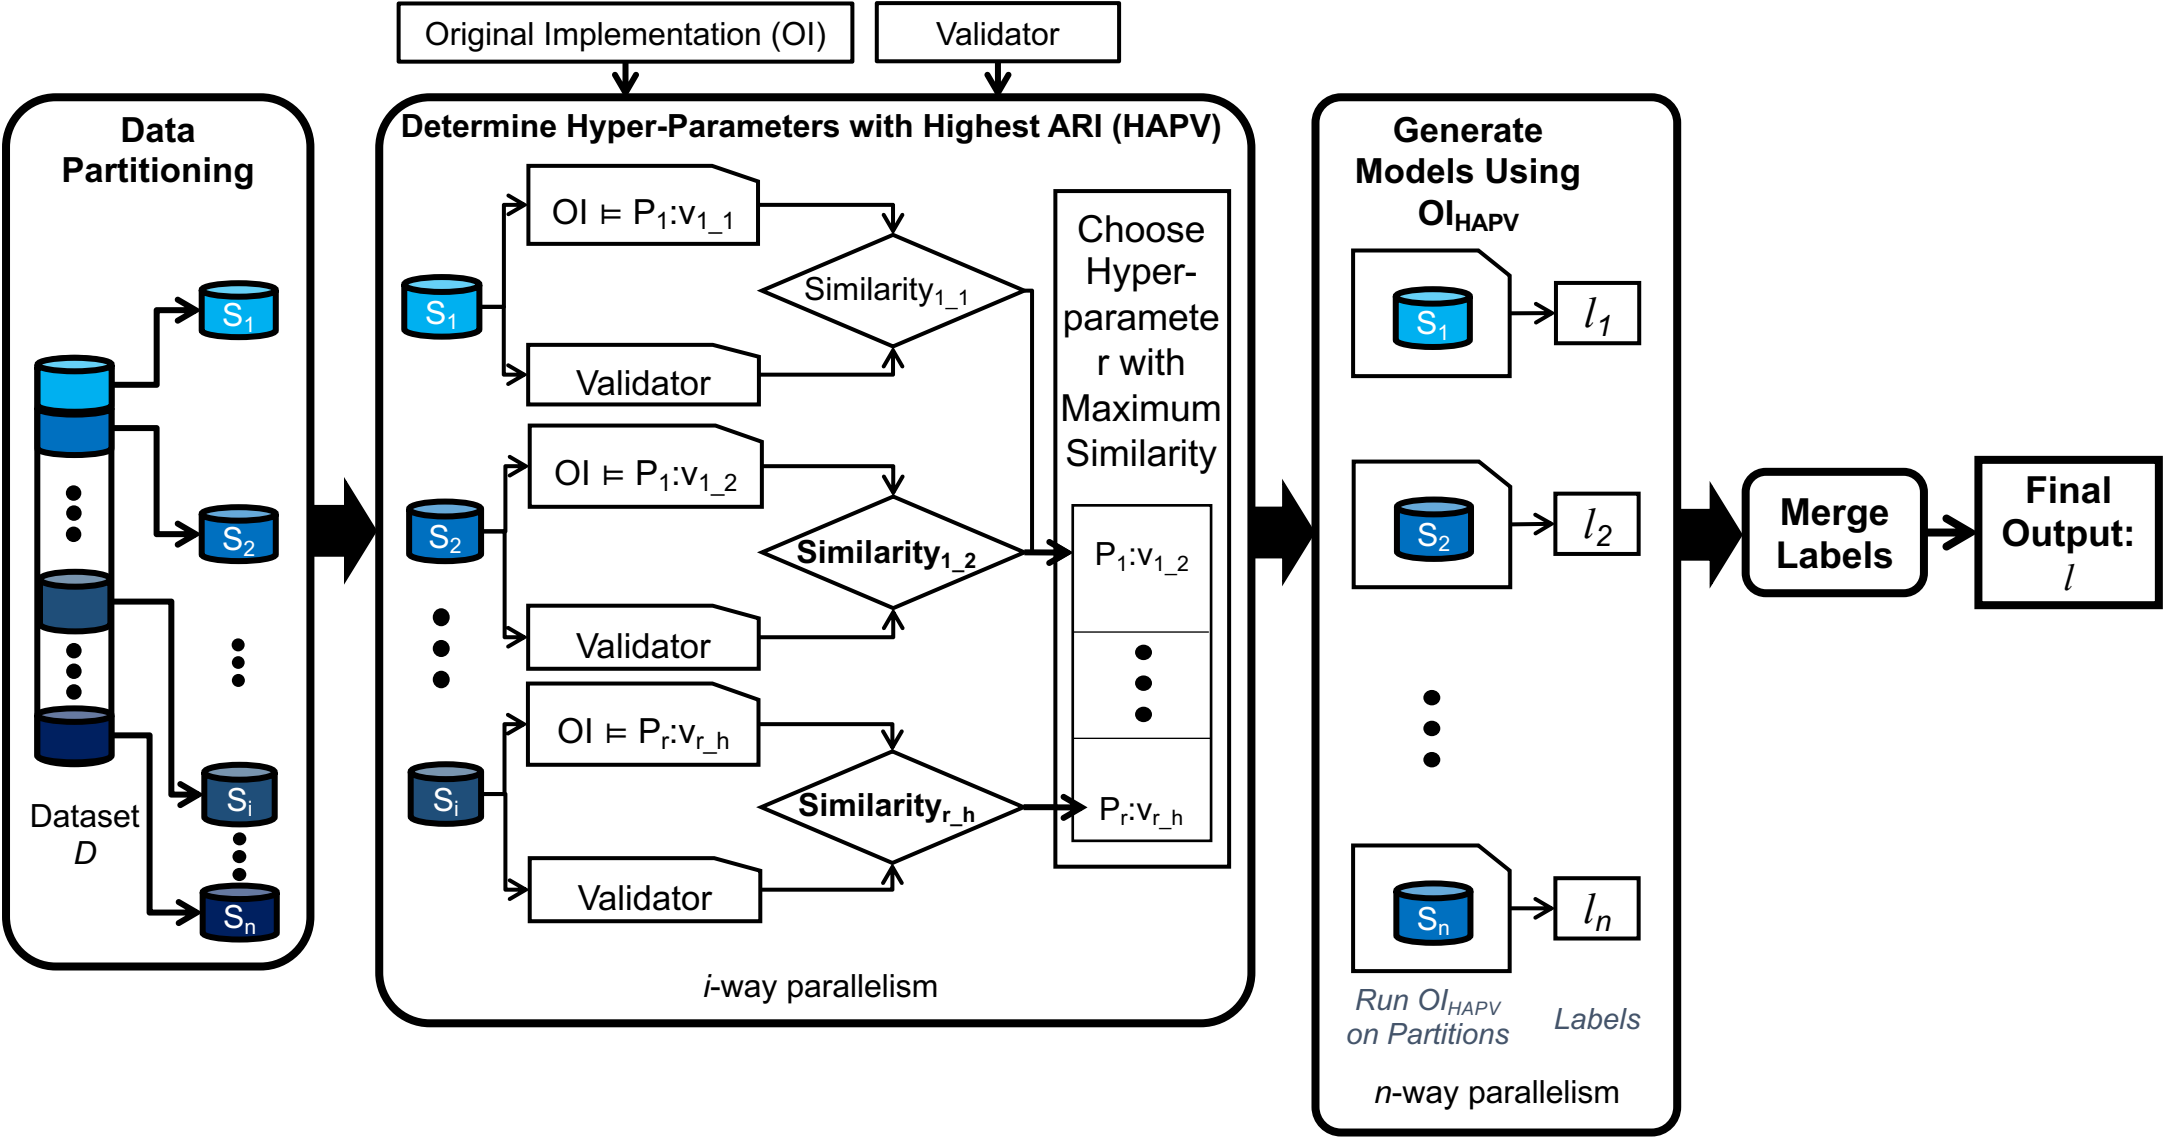 Original Implementation (OI)
Validator
Data
Partitioning
S1
S2
Si
Sn
Dataset
D
Determine Hyper-Parameters with Highest ARI (HAPV)
S1
OI ⊨ P1:v1_1
Validator
Similarity1_1
S2
OI ⊨ P1:v1_2
Validator
Similarity1_2
Si
OI ⊨ Pr:vr_h
Validator
Similarityr_h
Choose
Hyper-
paramete
r with
Maximum
Similarity
P1:v1_2
Pr:vr_h
i-way parallelism
Generate
Models Using
OIHAPV
S1
l1
S2
l2
Sn
ln
Run OIHAPV
on Partitions
Labels
n-way parallelism
Merge
Labels
Final
Output:
l